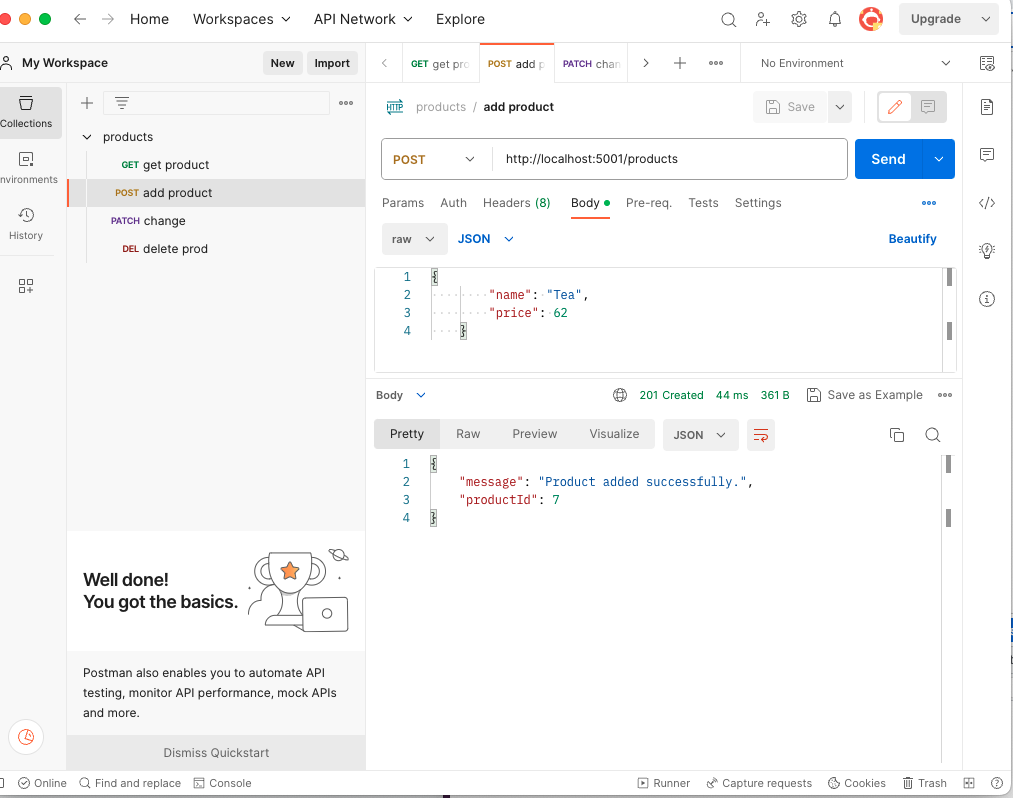 Home Workspaces API Network Explore Upgrade
My Workspace New Import GET get pro POST add p PATCH chan No Environment
Collections
nvironments
History
products
GET get product
POST add product
PATCH change
DEL delete prod
Well done!
You got the basics.
Postman also enables you to automate API
testing, monitor API performance, mock APIs
and more.
Dismiss Quickstart
HTTP products / add product Save
POST http://localhost:5001/products Send
Params Auth Headers (8) Body Pre-req. Tests Settings
raw JSON Beautify
1 {
2 "name": "Tea",
3 "price": 62
4 }
Body 201 Created 44 ms 361 B Save as Example
Pretty Raw Preview Visualize JSON
1 {
2 "message": "Product added successfully.",
3 "productId": 7
4 }
Online Find and replace Console Runner Capture requests Cookies Trash